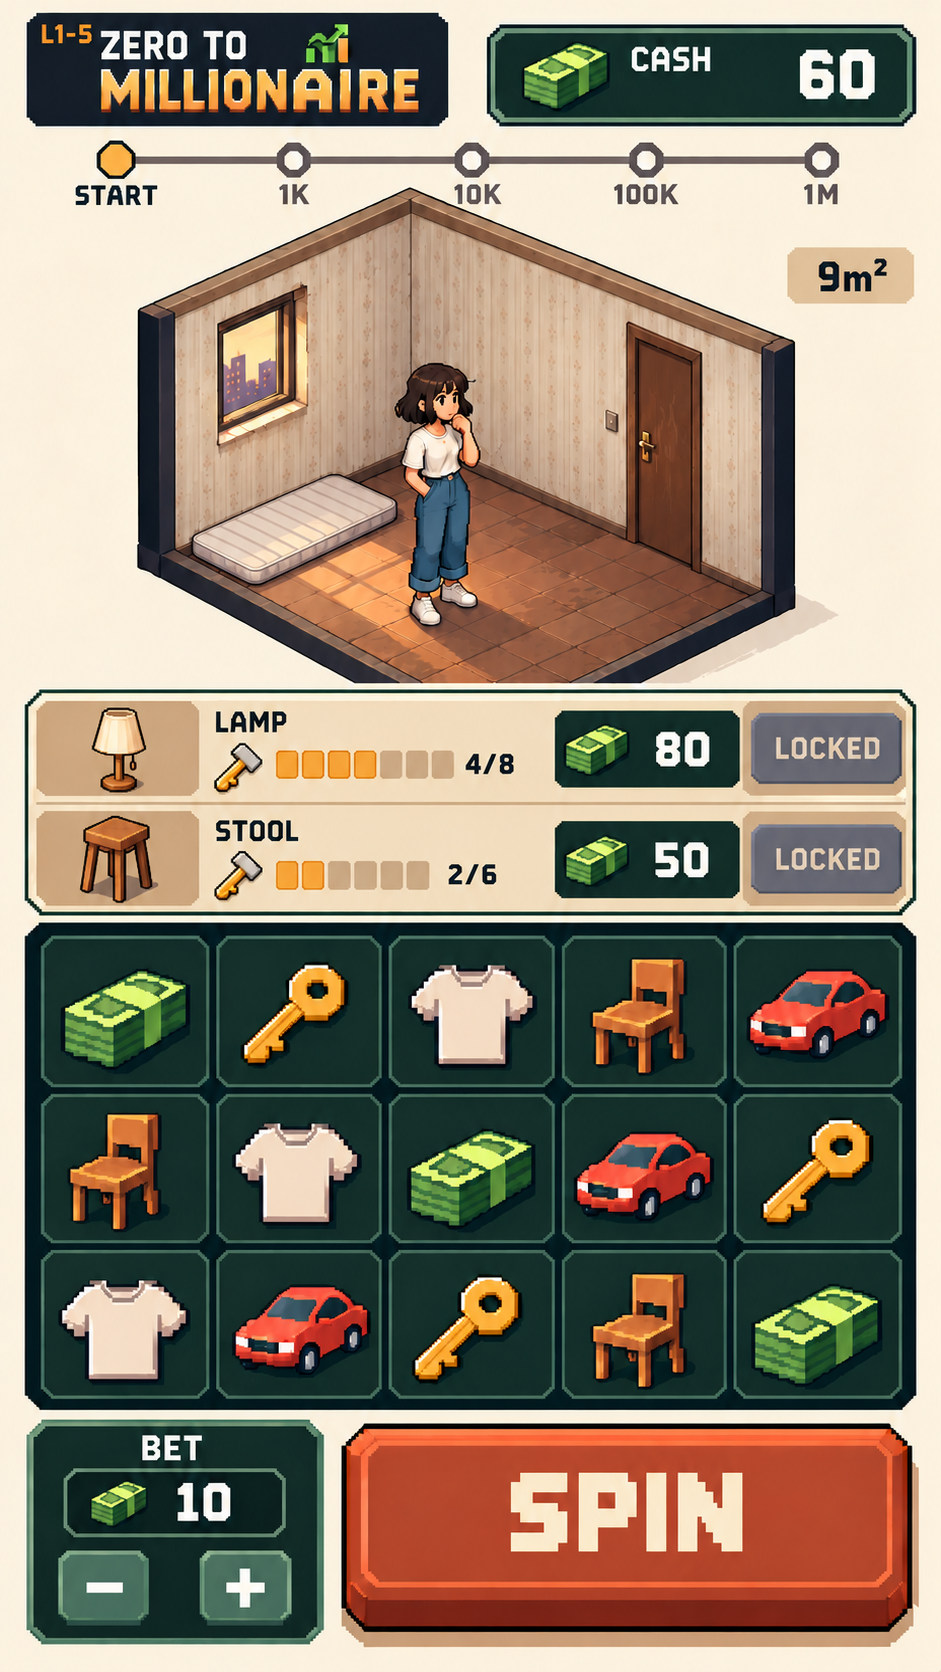 L1-5
ZERO TO
MILLIONAIRE
CASH 60
START 1K 10K 100K 1M
9m²
LAMP
4/8
80
LOCKED
STOOL
2/6
50
LOCKED
BET
10
− +
SPIN